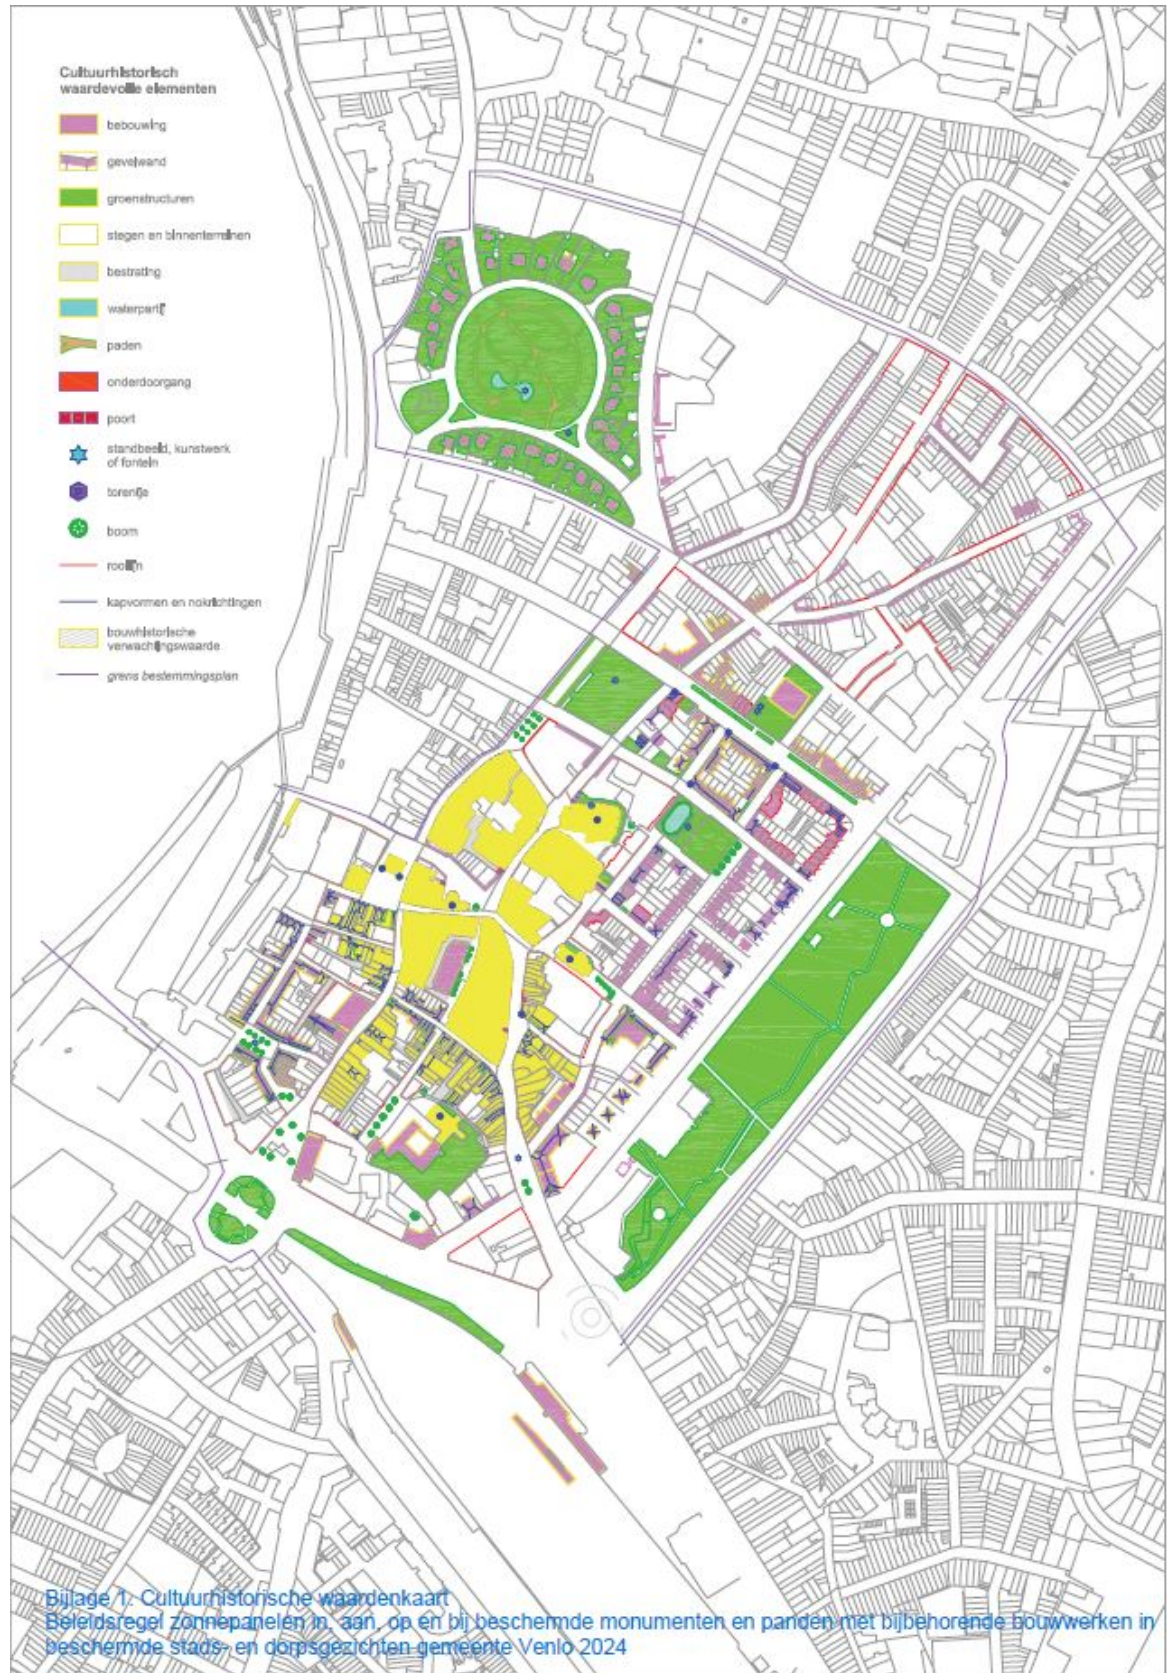 Cultuurhistorisch
waardevolle elementen
bebouwing
gevelwand
groenstructuren
stegen en binnenterreinen
bestrating
waterpartij
paden
onderdoorgang
poort
standbeeld, kunstwerk
of fontein
torentje
boom
rooilijn
kapvormen en nokrichtingen
bouwhistorische
verwachtingswaarde
grens bestemmingsplan
Bijlage 1. Cultuurhistorische waardenkaart
Beleidsregel zonnepanelen in, aan, op en bij beschermde monumenten en panden met bijbehorende bouwwerken in
beschermde stads- en dorpsgezichten gemeente Venlo 2024